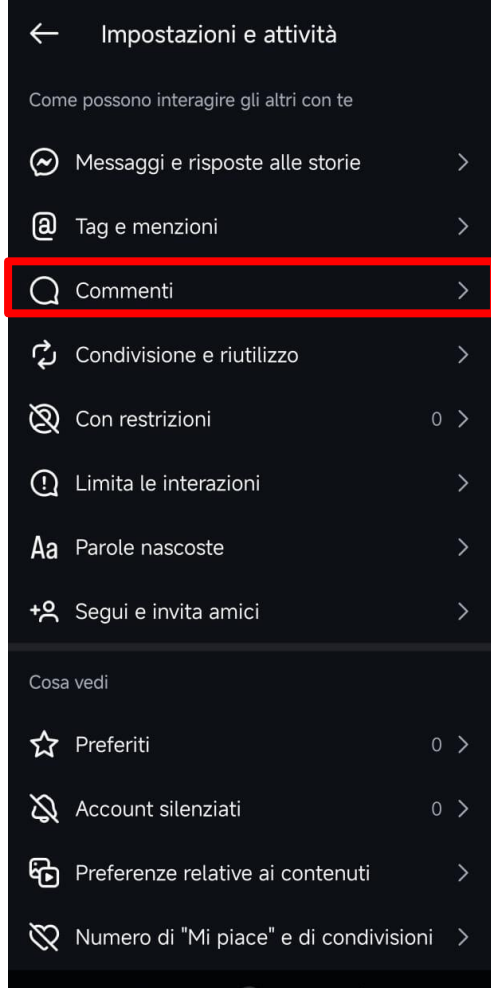 Impostazioni e attività
Come possono interagire gli altri con te
Messaggi e risposte alle storie
Tag e menzioni
Commenti
Condivisione e riutilizzo
Con restrizioni 0
Limita le interazioni
Aa Parole nascoste
Segui e invita amici
Cosa vedi
Preferiti 0
Account silenziati 0
Preferenze relative ai contenuti
Numero di "Mi piace" e di condivisioni